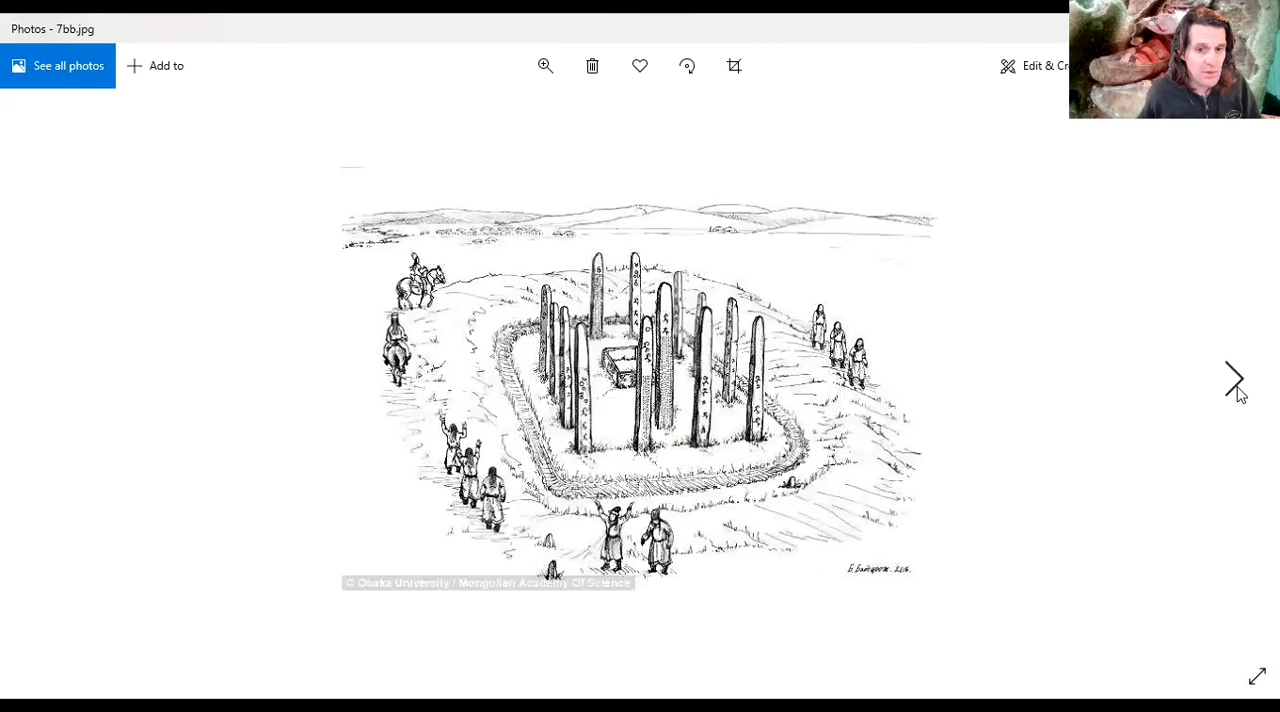 Photos - 7bb.jpg
See all photos
Add to
Edit & Cr
© Osaka University / Mongolian Academy Of Science